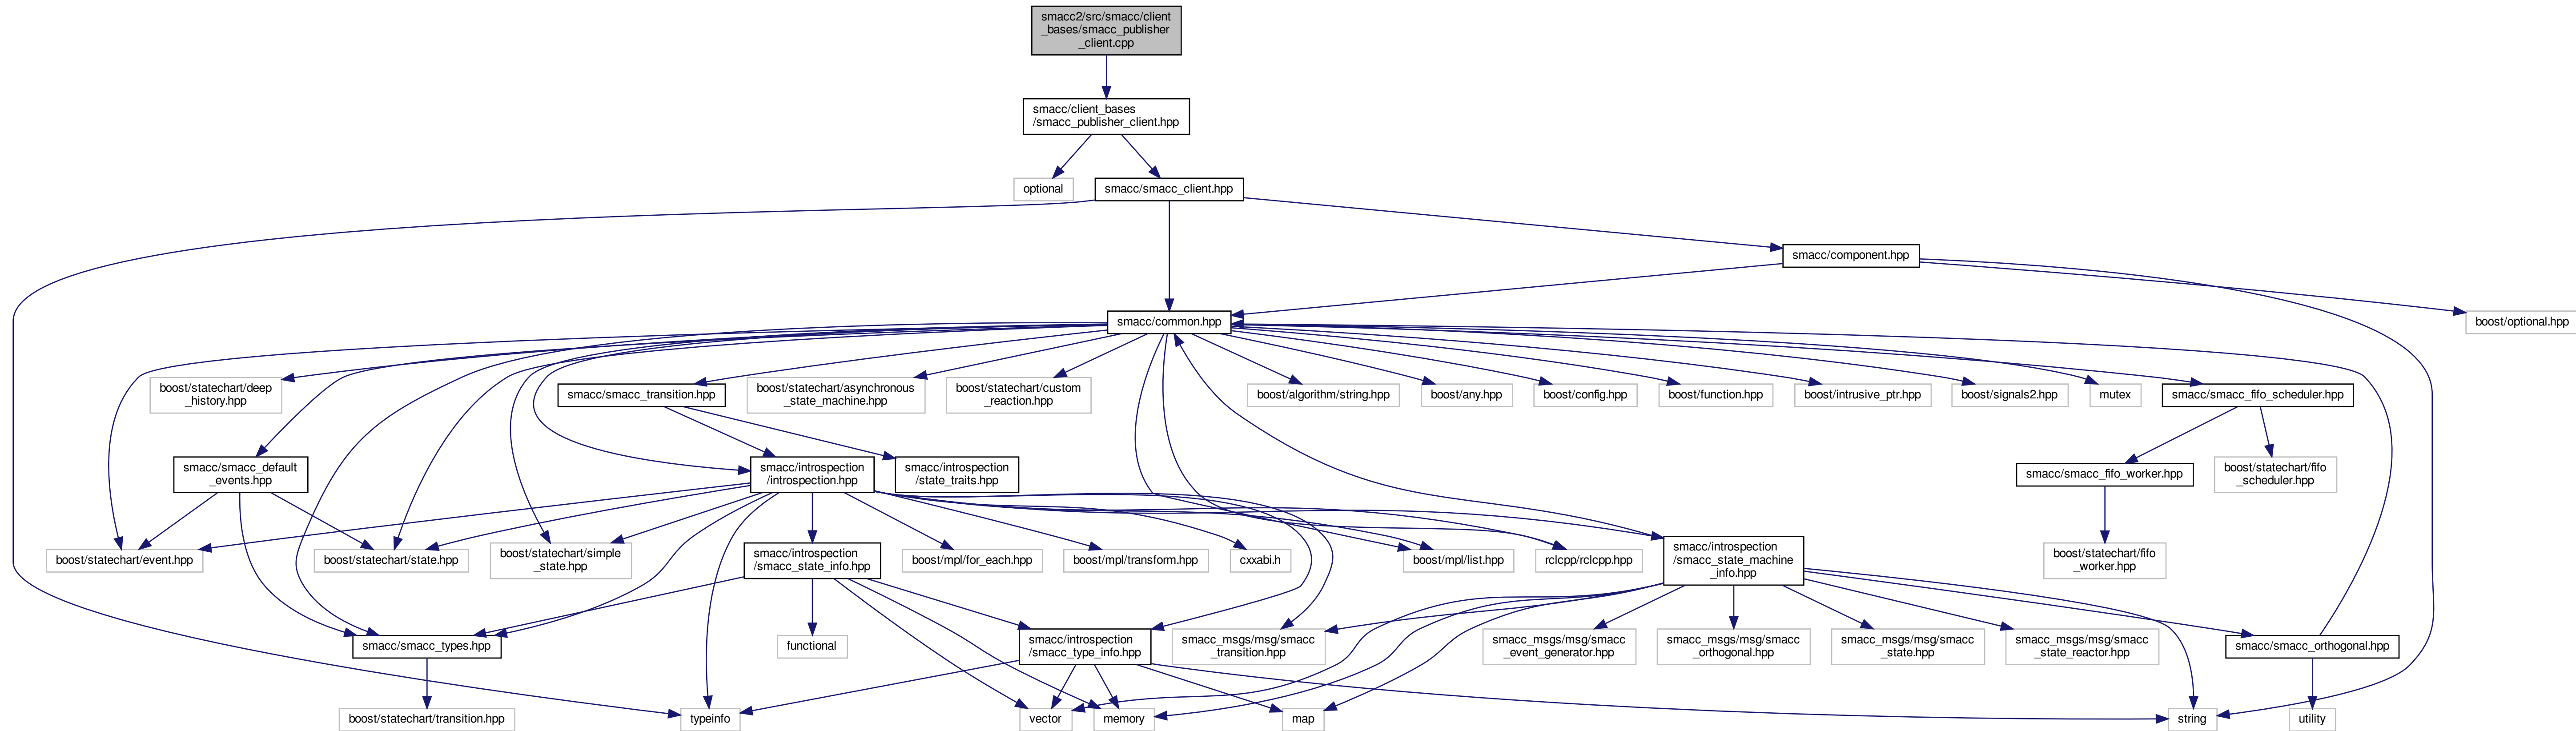 smacc2/src/smacc/client
_bases/smacc_publisher
_client.cpp
smacc/client_bases
/smacc_publisher_client.hpp
optional
smacc/smacc_client.hpp
smacc/component.hpp
smacc/common.hpp
boost/optional.hpp
boost/statechart/deep
_history.hpp
smacc/smacc_transition.hpp
boost/statechart/asynchronous
_state_machine.hpp
boost/statechart/custom
_reaction.hpp
boost/algorithm/string.hpp
boost/any.hpp
boost/config.hpp
boost/function.hpp
boost/intrusive_ptr.hpp
boost/signals2.hpp
mutex
smacc/smacc_fifo_scheduler.hpp
smacc/smacc_default
_events.hpp
smacc/introspection
/introspection.hpp
smacc/introspection
/state_traits.hpp
smacc/smacc_fifo_worker.hpp
boost/statechart/fifo
_scheduler.hpp
boost/statechart/event.hpp
boost/statechart/state.hpp
boost/statechart/simple
_state.hpp
smacc/introspection
/smacc_state_info.hpp
boost/mpl/for_each.hpp
boost/mpl/transform.hpp
cxxabi.h
boost/mpl/list.hpp
rclcpp/rclcpp.hpp
smacc/introspection
/smacc_state_machine
_info.hpp
boost/statechart/fifo
_worker.hpp
smacc/smacc_types.hpp
functional
smacc/introspection
/smacc_type_info.hpp
smacc_msgs/msg/smacc
_transition.hpp
smacc_msgs/msg/smacc
_event_generator.hpp
smacc_msgs/msg/smacc
_orthogonal.hpp
smacc_msgs/msg/smacc
_state.hpp
smacc_msgs/msg/smacc
_state_reactor.hpp
smacc/smacc_orthogonal.hpp
boost/statechart/transition.hpp
typeinfo
vector
memory
map
string
utility